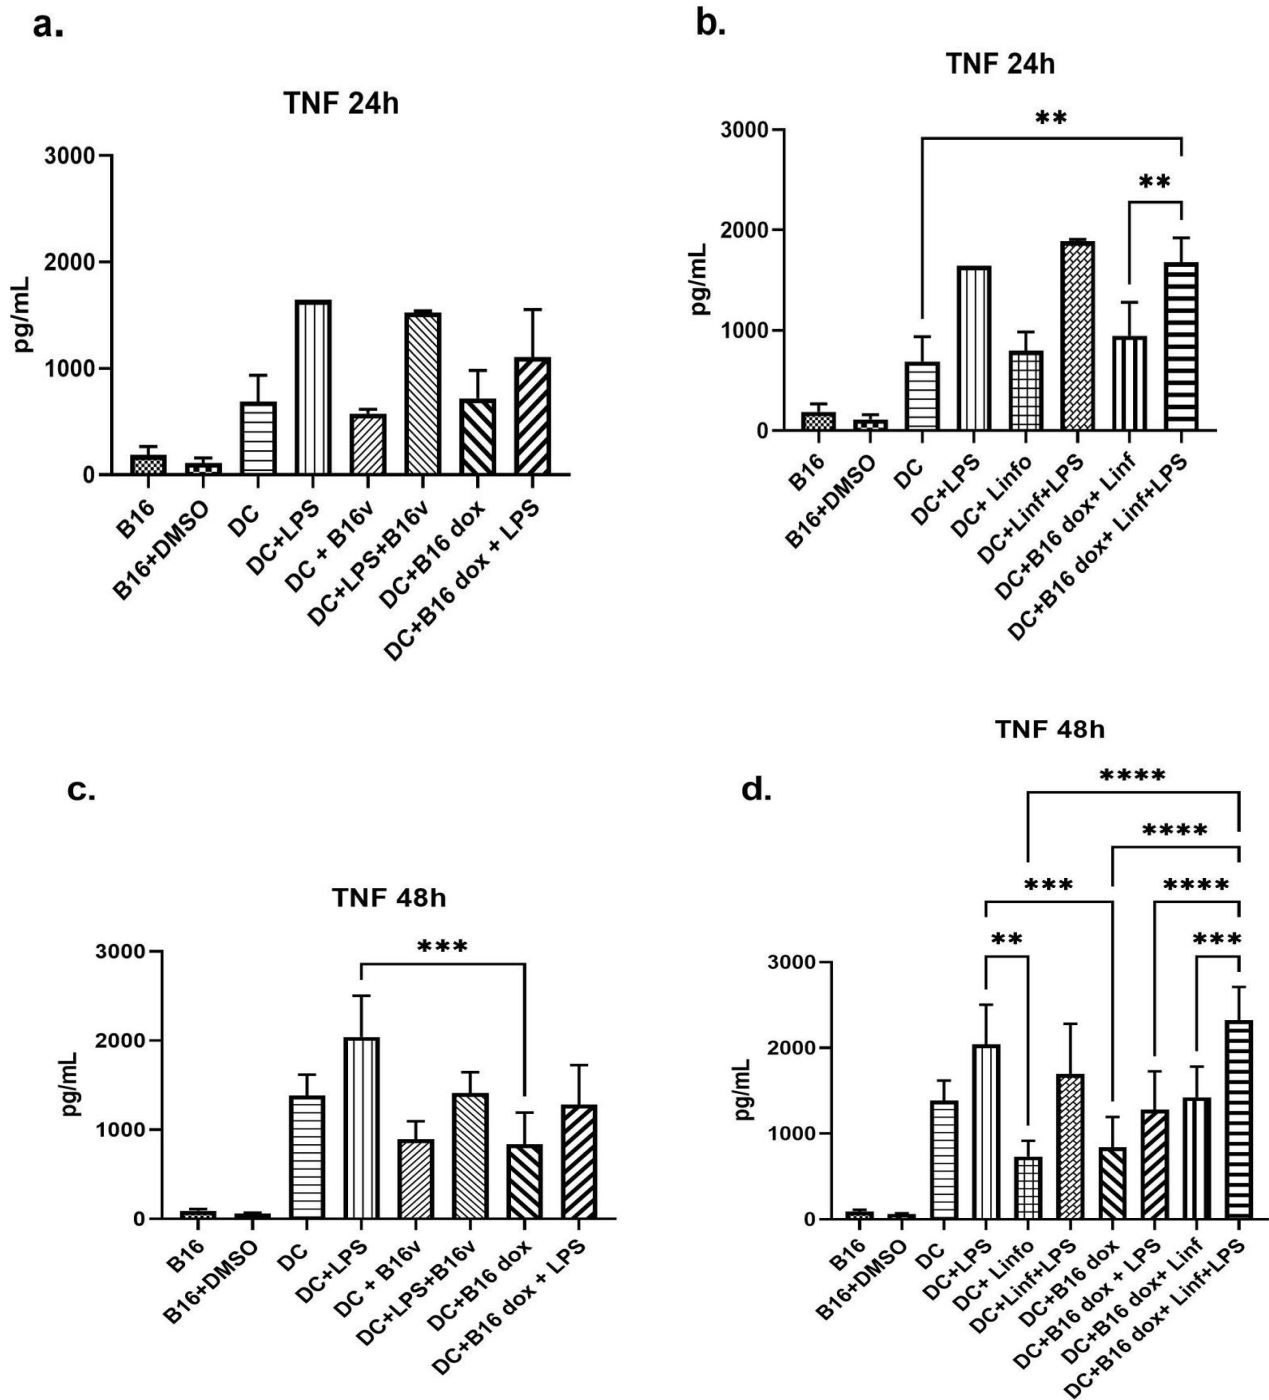 a.
TNF 24h
pg/mL
3000
2000
1000
0
B16
B16+DMSO
DC
DC+LPS
DC + B16v
DC+LPS+B16v
DC+B16 dox
DC+B16 dox + LPS
b.
TNF 24h
**
**
pg/mL
3000
2000
1000
0
B16
B16+DMSO
DC
DC+LPS
DC+ Linfo
DC+Linf+LPS
DC+B16 dox+ Linf
DC+B16 dox+ Linf+LPS
c.
TNF 48h
***
pg/mL
3000
2000
1000
0
B16
B16+DMSO
DC
DC+LPS
DC + B16v
DC+LPS+B16v
DC+B16 dox
DC+B16 dox + LPS
d.
TNF 48h
****
****
*** ****
** ***
pg/mL
3000
2000
1000
0
B16
B16+DMSO
DC
DC+LPS
DC+ Linfo
DC+Linf+LPS
DC+B16 dox
DC+B16 dox + LPS
DC+B16 dox+ Linf
DC+B16 dox+ Linf+LPS